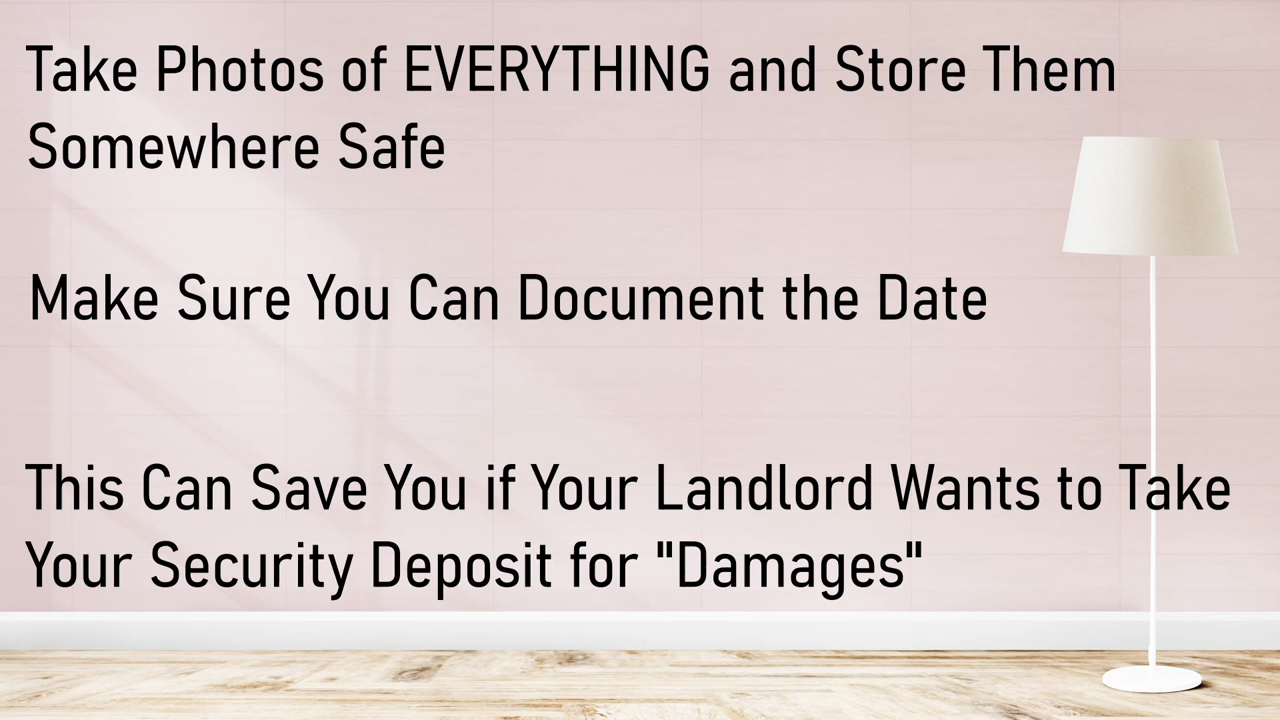 Take Photos of EVERYTHING and Store Them
Somewhere Safe
Make Sure You Can Document the Date
This Can Save You if Your Landlord Wants to Take
Your Security Deposit for "Damages"